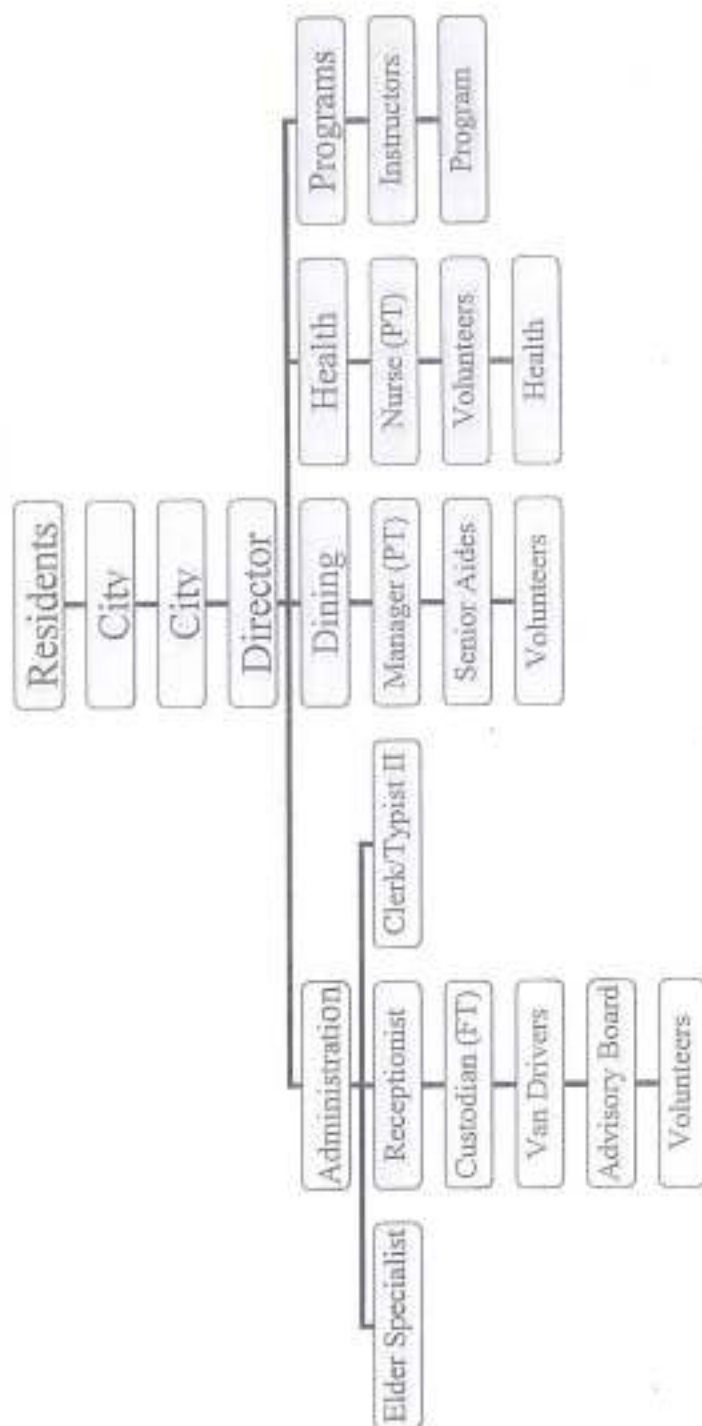 Residents
City
City
Director
Administration
Dining
Health
Programs
Elder Specialist
Receptionist
Clerk/Typist II
Manager (PT)
Nurse (PT)
Instructors
Custodian (FT)
Senior Aides
Volunteers
Program
Van Drivers
Volunteers
Health
Advisory Board
Volunteers